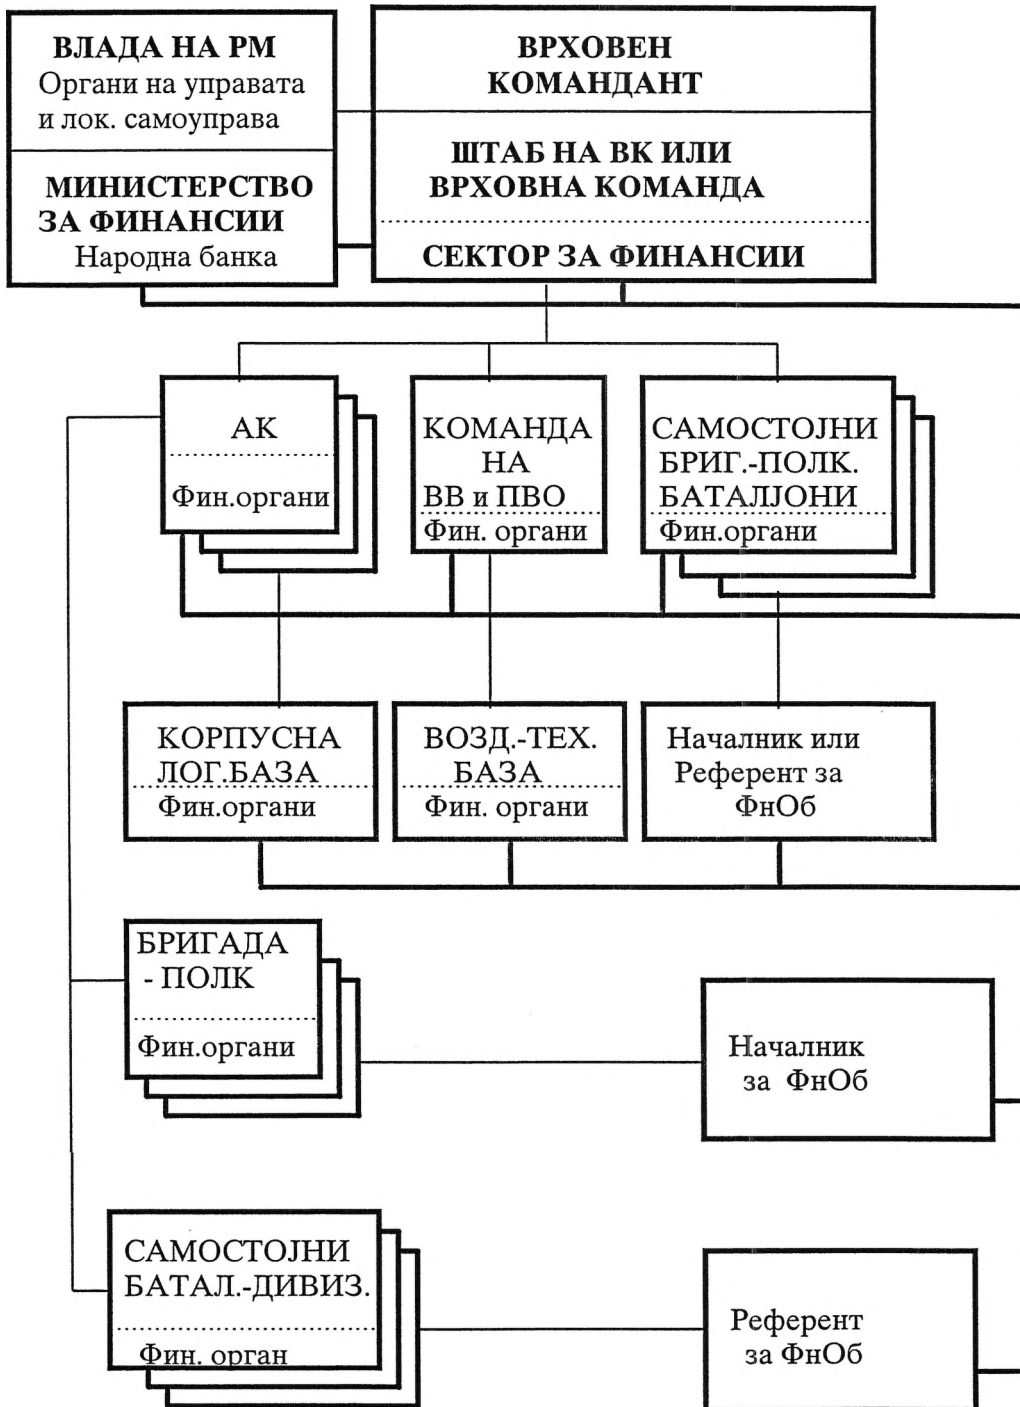 ВЛАДА НА РМ
Органи на управата
и лок. самоуправа
МИНИСТЕРСТВО
ЗА ФИНАНСИИ
Народна банка
ВРХОВЕН
КОМАНДАНТ
ШТАБ НА ВК ИЛИ
ВРХОВНА КОМАНДА
СЕКТОР ЗА ФИНАНСИИ
АК
Фин.органи
КОМАНДА
НА
ВВ и ПВО
Фин. органи
САМОСТОЈНИ
БРИГ.-ПОЛК.
БАТАЛЈОНИ
Фин.органи
КОРПУСНА
ЛОГ.БАЗА
Фин.органи
ВОЗД.-ТЕХ.
БАЗА
Фин. органи
Началник или
Референт за
ФнОб
БРИГАДА
- ПОЛК
Фин.органи
Началник
за ФнОб
САМОСТОЈНИ
БАТАЛ.-ДИВИЗ.
Фин. орган
Референт
за ФнОб